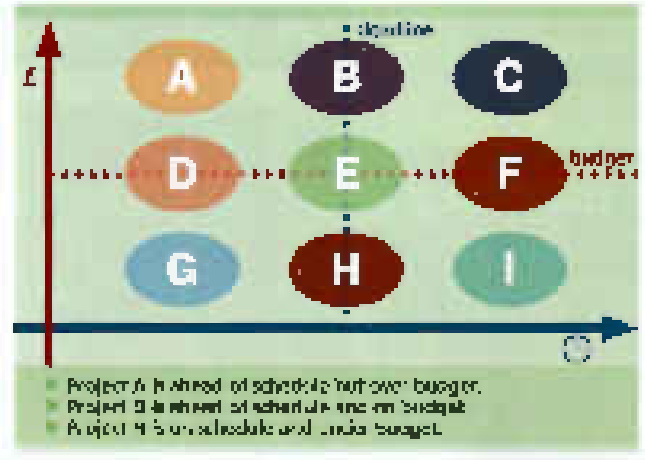 £
deadline
A B C
D E F
budget
G H I
Project A is ahead of schedule but over budget.
Project D is ahead of schedule and on budget.
Project H is on schedule and under budget.